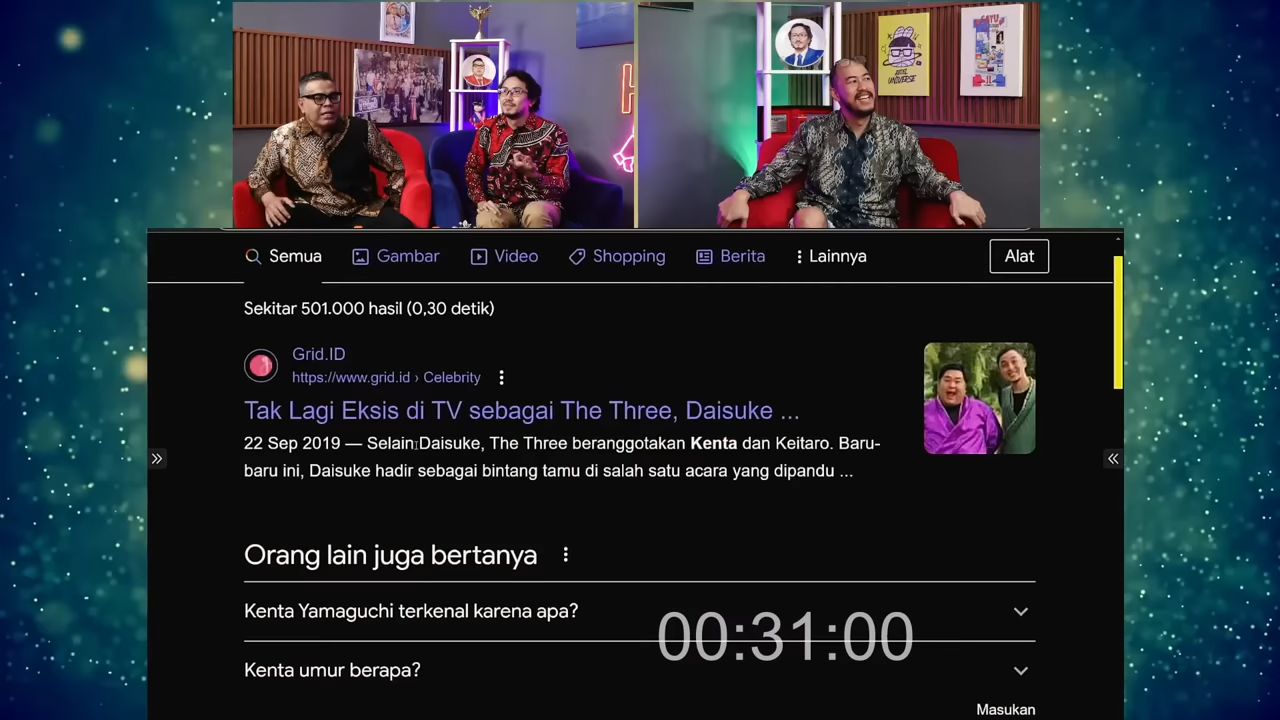 SATU
KOTIL
UNIVERSE
Semua
Gambar
Video
Shopping
Berita
Lainnya
Alat
Sekitar 501.000 hasil (0,30 detik)
Grid.ID
https://www.grid.id › Celebrity
Tak Lagi Eksis di TV sebagai The Three, Daisuke ...
22 Sep 2019 — Selain Daisuke, The Three beranggotakan Kenta dan Keitaro. Baru-
baru ini, Daisuke hadir sebagai bintang tamu di salah satu acara yang dipandu ...
Orang lain juga bertanya
Kenta Yamaguchi terkenal karena apa?
00:31:00
Kenta umur berapa?
Masukan